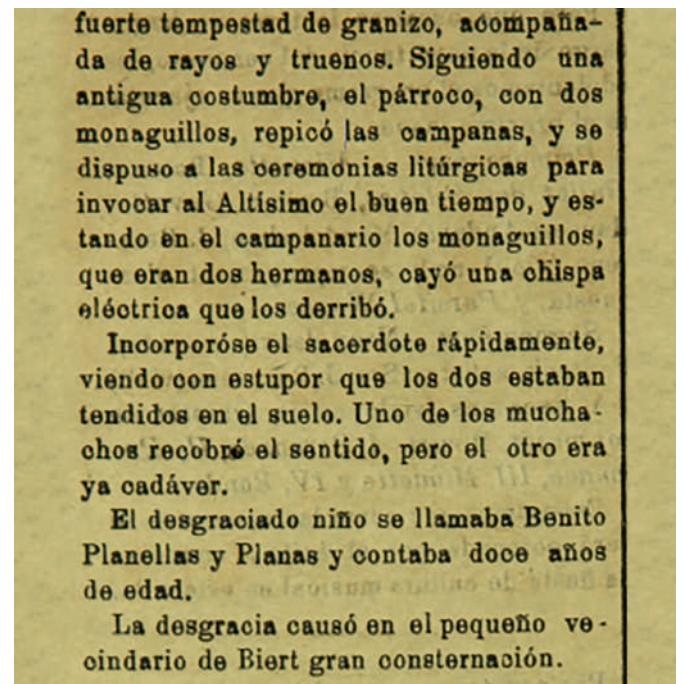 fuerte tempestad de granizo, acompaña-
da de rayos y truenos. Siguiendo una
antigua costumbre, el párroco, con dos
monaguillos, repicó las campanas, y se
dispuso a las ceremonias litúrgicas para
invocar al Altísimo el buen tiempo, y es-
tando en el campanario los monaguillos,
que eran dos hermanos, cayó una chispa
eléctrica que los derribó.
Incorporóse el sacerdote rápidamente,
viendo con estupor que los dos estaban
tendidos en el suelo. Uno de los mucha-
chos recobró el sentido, pero el otro era
ya cadáver.
El desgraciado niño se llamaba Benito
Planellas y Planas y contaba doce años
de edad.
La desgracia causó en el pequeño ve-
cindario de Biert gran consternación.